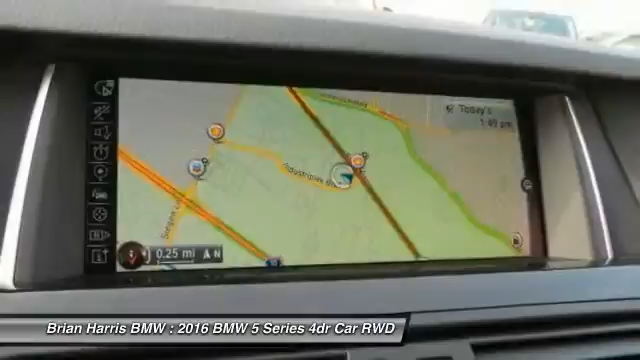 Today's
1:49 pm
0.25 mi
N
Brian Harris BMW : 2016 BMW 5 Series 4dr Car RWD